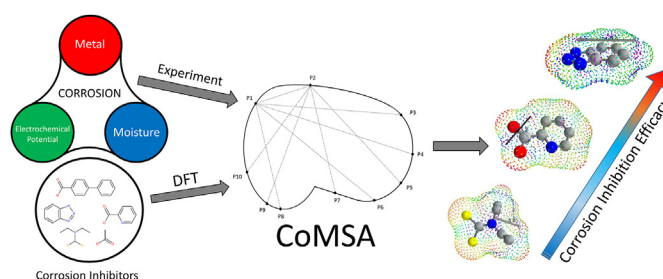 Metal
CORROSION
Electrochemical
Potential
Moisture
Corrosion Inhibitors
Experiment
DFT
P1
P2
P3
P4
P5
P6
P7
P8
P9
P10
CoMSA
Corrosion Inhibition Efficacy